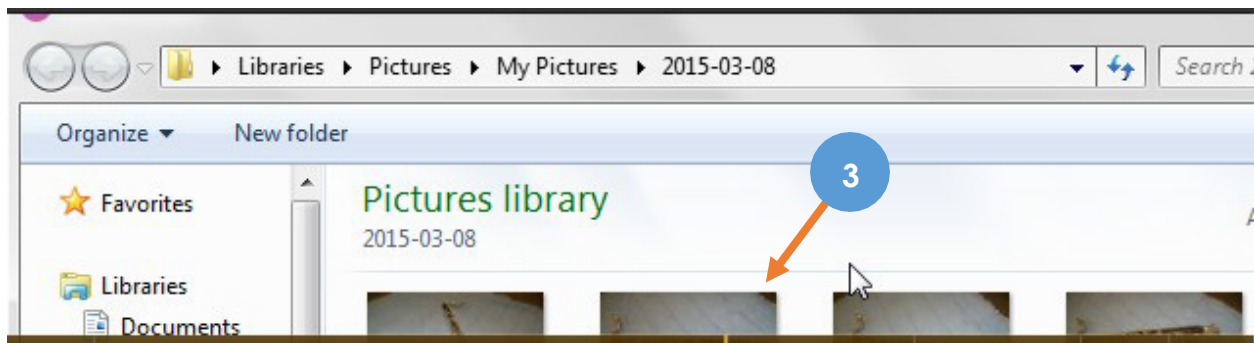 Libraries ▸ Pictures ▸ My Pictures ▸ 2015-03-08
Search
Organize New folder
3
Favorites
Pictures library
2015-03-08
Libraries
Documents